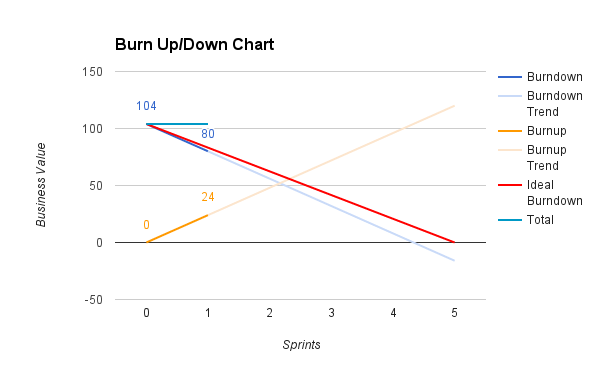 Burn Up/Down Chart
150
100
50
0
-50
Business Value
104
80
0
24
0 1 2 3 4 5
Sprints
Burndown
Burndown
Trend
Burnup
Burnup
Trend
Ideal
Burndown
Total